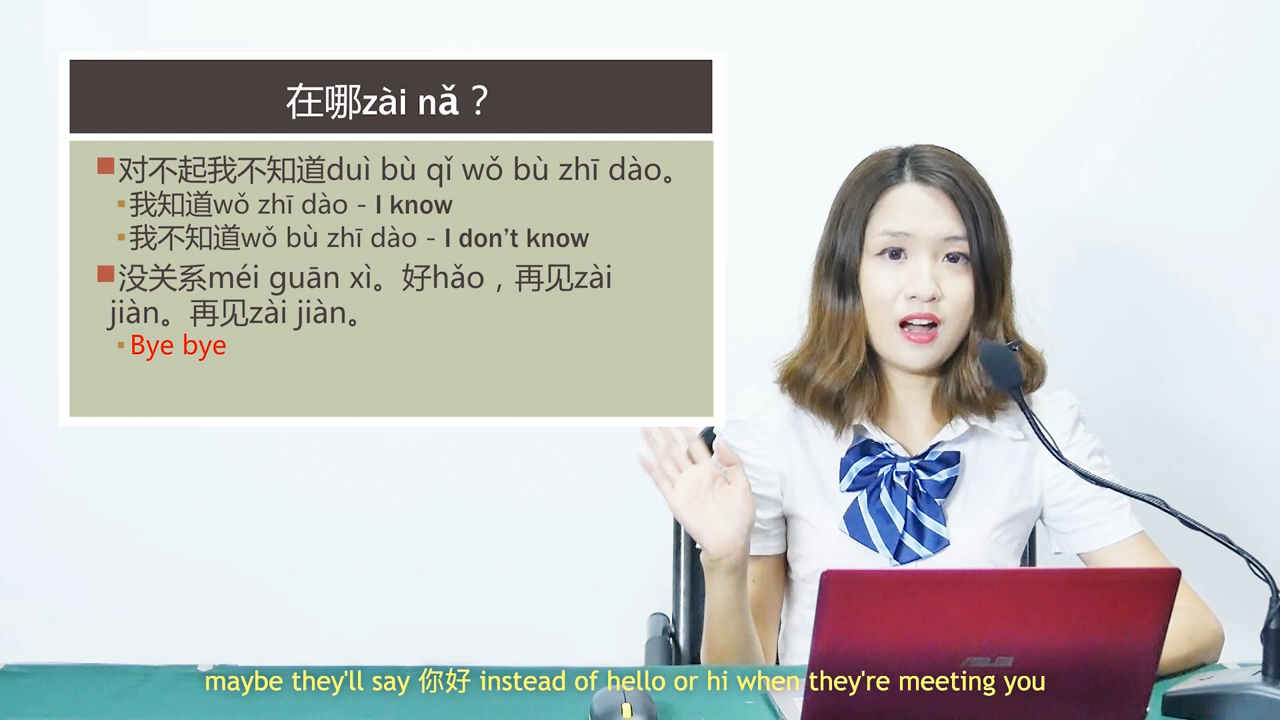 在哪zài nǎ？
对不起我不知道duì bù qǐ wǒ bù zhī dào。
我知道wǒ zhī dào - I know
我不知道wǒ bù zhī dào - I don't know
没关系méi guān xì。好hǎo，再见zài
jiàn。再见zài jiàn。
Bye bye
ASUS
maybe they'll say 你好 instead of hello or hi when they're meeting you